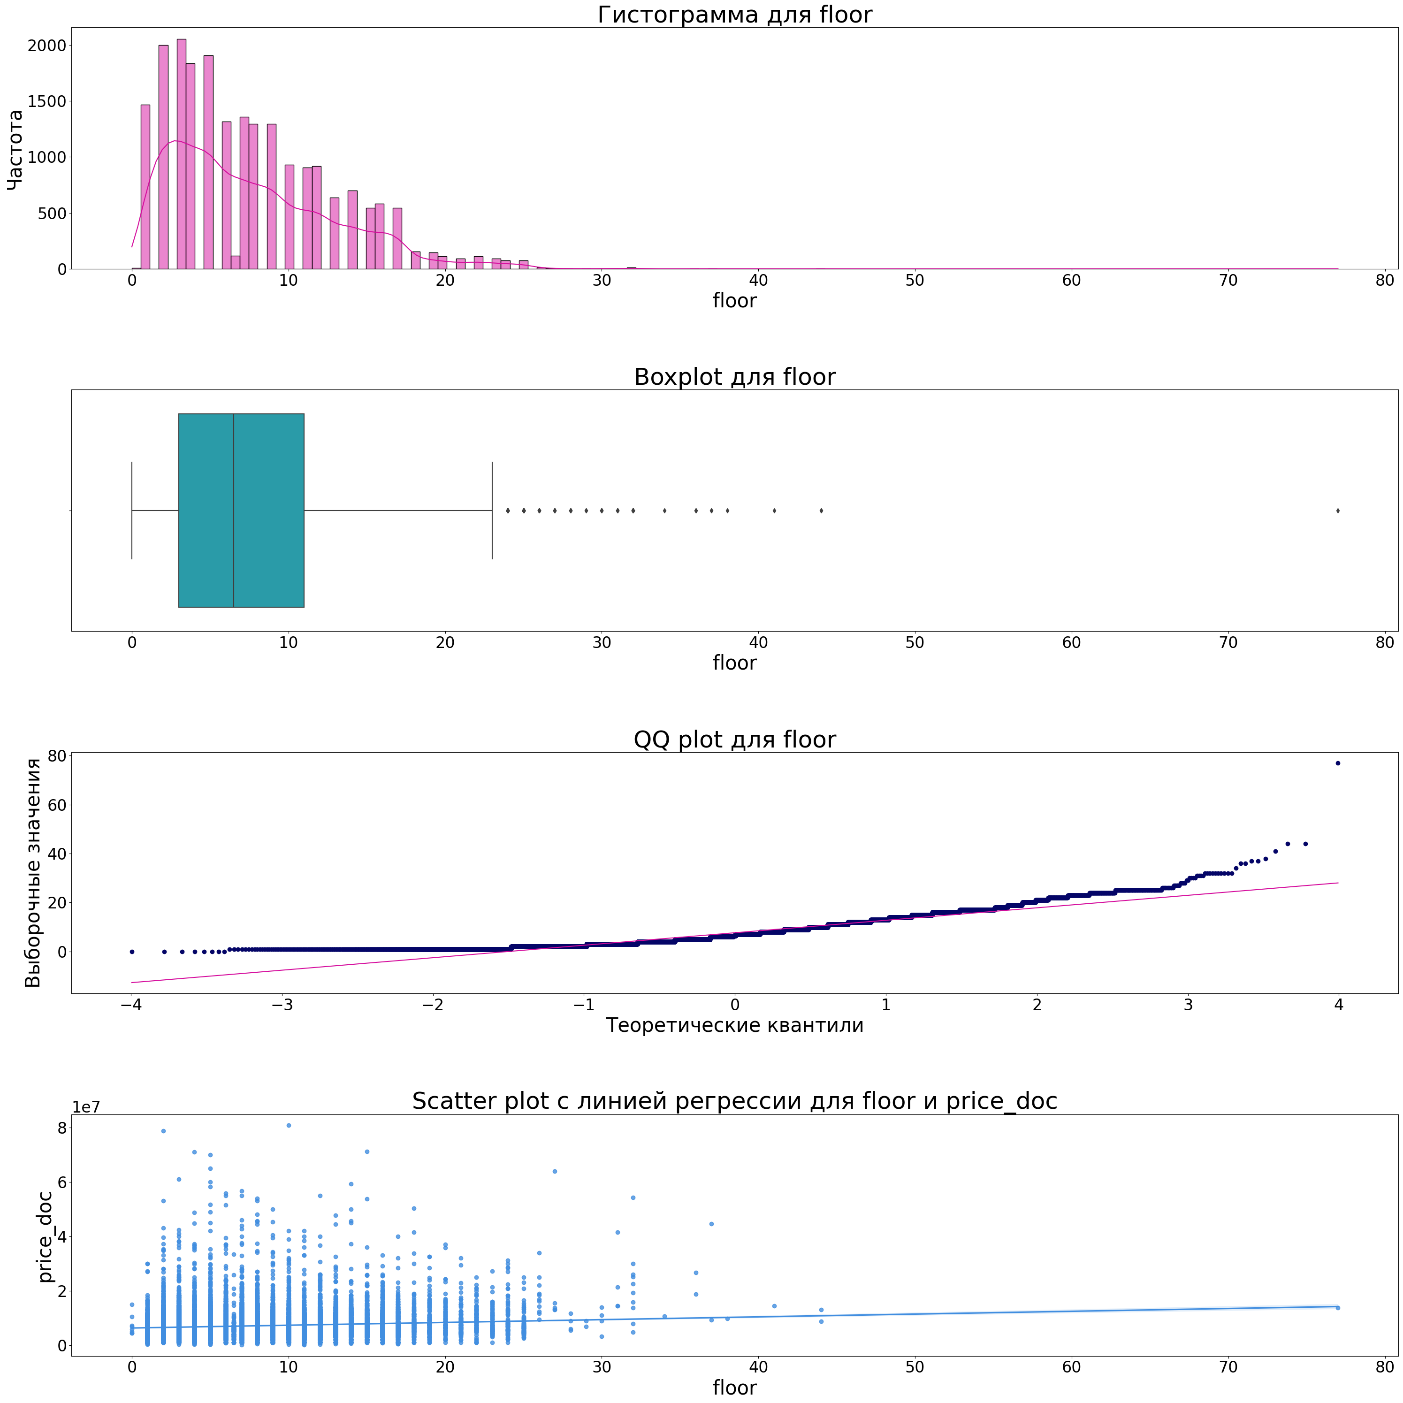 Гистограмма для floor
Частота
2000
1500
1000
500
0
0 10 20 30 40 50 60 70 80
floor
Boxplot для floor
0 10 20 30 40 50 60 70 80
floor
QQ plot для floor
Выборочные значения
80
60
40
20
0
−4 −3 −2 −1 0 1 2 3 4
Теоретические квантили
Scatter plot с линией регрессии для floor и price_doc
1e7
price_doc
8
6
4
2
0
0 10 20 30 40 50 60 70 80
floor